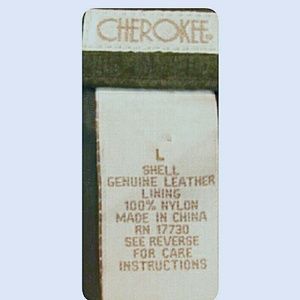 CHEROKEE®
L
SHELL
GENUINE LEATHER
LINING
100% NYLON
MADE IN CHINA
RN 17730
SEE REVERSE
FOR CARE
INSTRUCTIONS